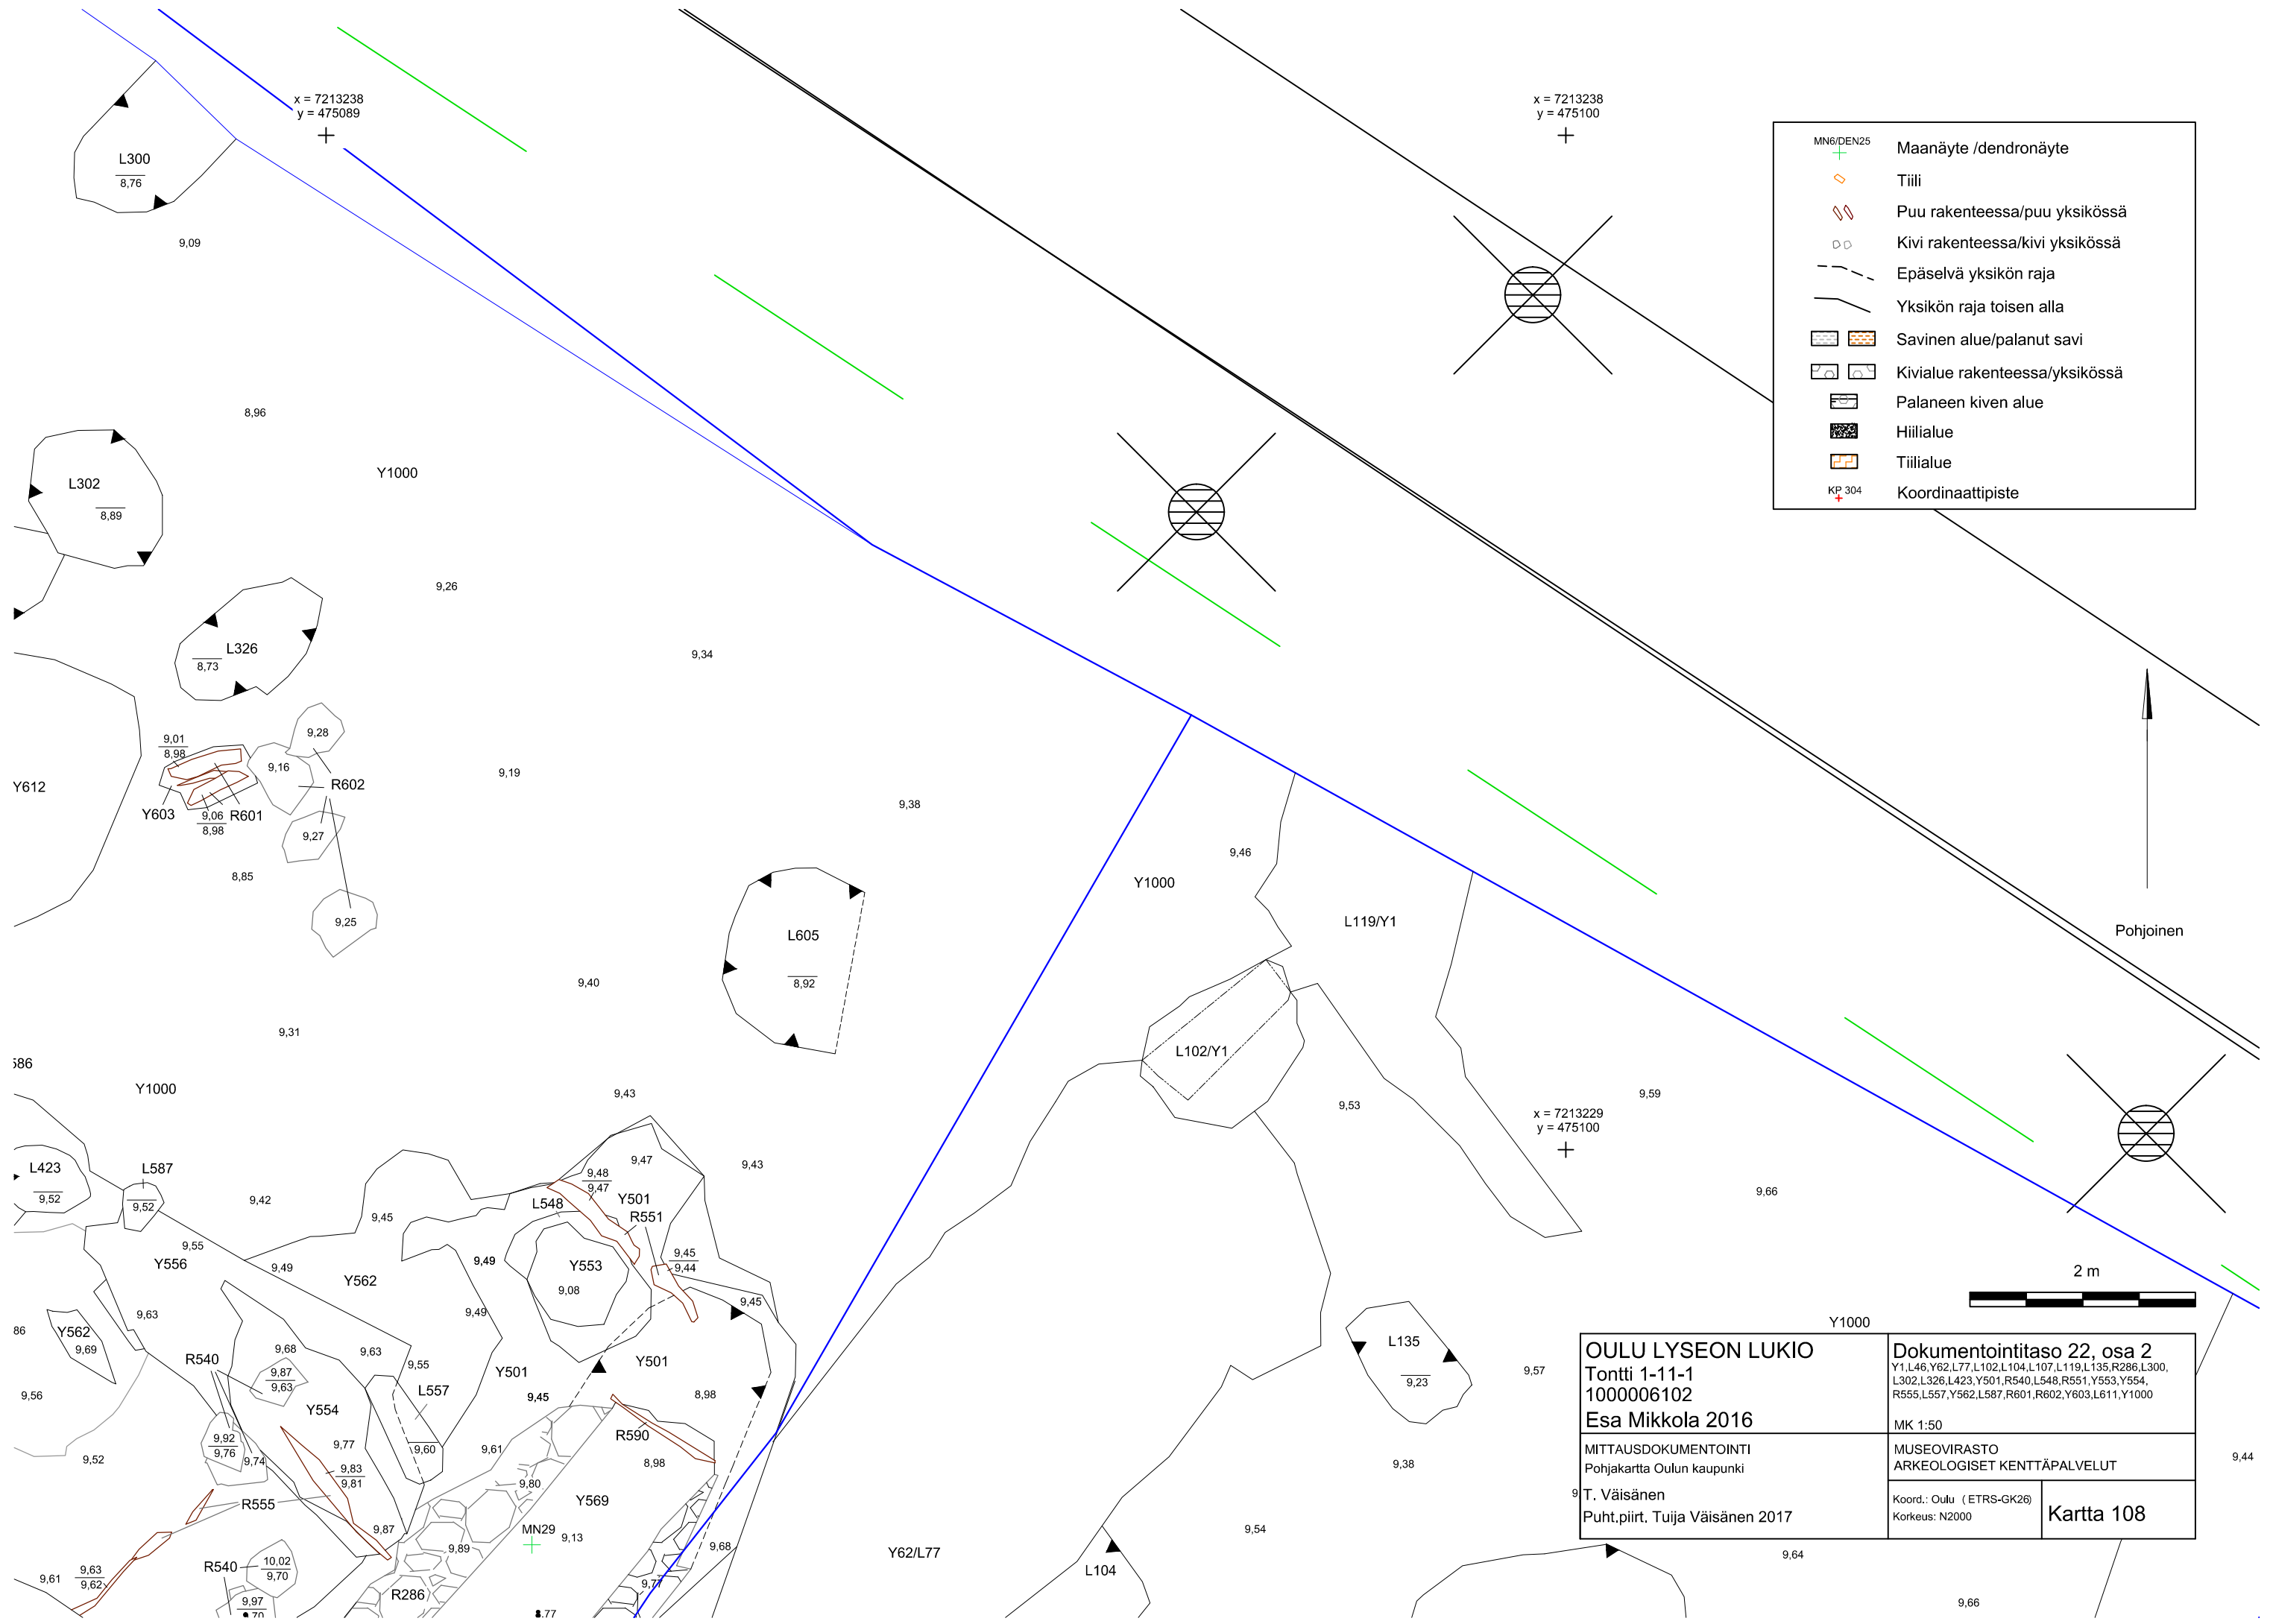 x = 7213238
y = 475089
x = 7213238
y = 475100
MN6/DEN25
Maanäyte /dendronäyte
Tiili
Puu rakenteessa/puu yksikössä
Kivi rakenteessa/kivi yksikössä
Epäselvä yksikön raja
Yksikön raja toisen alla
Savinen alue/palanut savi
Kivialue rakenteessa/yksikössä
Palaneen kiven alue
Hiilialue
Tiilialue
KP 304
Koordinaattipiste
L300
8,76
9,09
8,96
Y1000
L302
8,89
9,26
L326
8,73
9,34
9,28
9,01
8,98
9,16
R602
9,19
Y612
Y603
9,06
8,98
R601
9,27
9,38
8,85
9,25
9,46
Y1000
L119/Y1
L605
8,92
9,40
9,31
Pohjoinen
L102/Y1
586
Y1000
9,43
9,53
9,59
x = 7213229
y = 475100
L423
9,52
L587
9,52
9,42
9,45
9,48
9,47
9,47
9,43
Y501
L548
R551
9,66
9,55
Y556
9,49
Y562
9,49
Y553
9,08
9,45
9,44
9,45
2 m
9,63
9,49
Y1000
86
Y562
9,69
R540
9,68
9,63
9,55
9,87
9,63
L557
Y501
Y501
L135
9,23
9,57
9,56
Y554
9,45
8,98
9,92
9,76
9,77
9,74
9,60
9,61
R590
8,98
9,52
9,83
9,81
9,80
9,38
9,44
R555
Y569
9,87
MN29
9,13
9,54
9,89
9,68
Y62/L77
9,64
L104
R540
10,02
9,70
9,61
9,63
9,62
R286
9,77
9,97
9,70
8,77
9,66
9
OULU LYSEON LUKIO
Tontti 1-11-1
1000006102
Esa Mikkola 2016
Dokumentointitaso 22, osa 2
Y1,L46,Y62,L77,L102,L104,L107,L119,L135,R286,L300,
L302,L326,L423,Y501,R540,L548,R551,Y553,Y554,
R555,L557,Y562,L587,R601,R602,Y603,L611,Y1000
MK 1:50
MITTAUSDOKUMENTOINTI
Pohjakartta Oulun kaupunki
T. Väisänen
Puht.piirt. Tuija Väisänen 2017
MUSEOVIRASTO
ARKEOLOGISET KENTTÄPALVELUT
Koord.: Oulu (ETRS-GK26)
Korkeus: N2000
Kartta 108